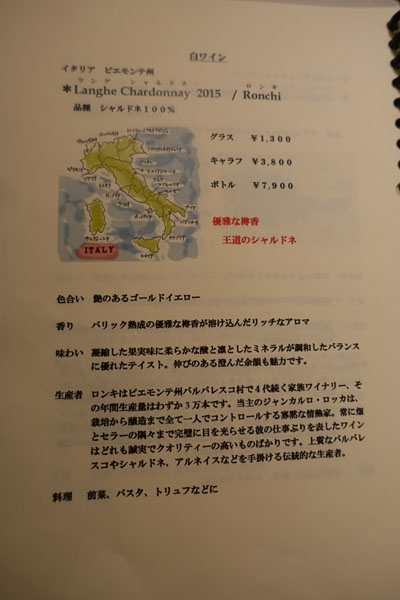 白ワイン
イタリア ピエモンテ州
ランゲ シャルドネ ロンキ
*Langhe Chardonnay 2015 / Ronchi
品種 シャルドネ100%
グラス ¥1,300
キャラフ ¥3,800
ボトル ¥7,900
優雅な樽香
王道のシャルドネ
ITALY
色合い 艶のあるゴールドイエロー
香り バリック熟成の優雅な樽香が溶け込んだリッチなアロマ
味わい 凝縮した果実味に柔らかな酸と凛としたミネラルが調和したバランス
に優れたテイスト。伸びのある澄んだ余韻も魅力です。
生産者 ロンキはピエモンテ州バルバレスコ村で4代続く家族ワイナリー、そ
の年間生産量はわずか3万本です。当主のジャンカルロ・ロッカは、
栽培から醸造まで全て一人でコントロールする寡黙な情熱家。常に畑
とセラーの隅々まで完璧に目を光らせる彼の仕事ぶりを表したワイン
はどれも誠実でクオリティーの高いものばかりです。上質なバルバレ
スコやシャルドネ、アルネイスなどを手掛ける伝統的な生産者。
料理 前菜、パスタ、トリュフなどに